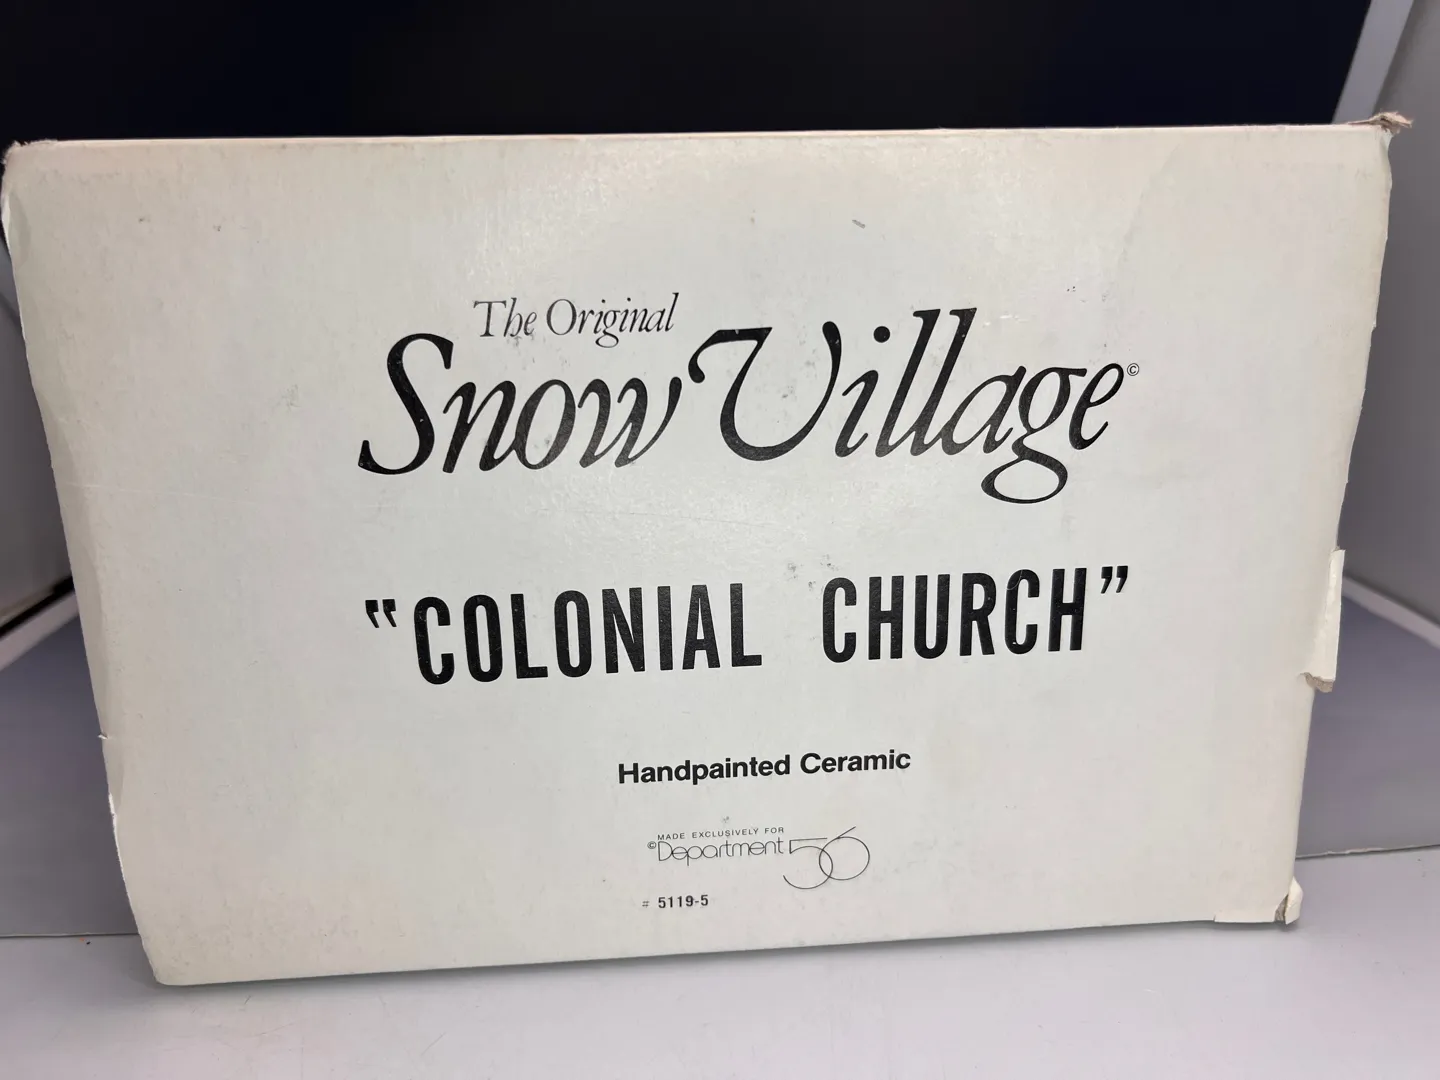 The Original
Snow Village©
"COLONIAL CHURCH"
Handpainted Ceramic
MADE EXCLUSIVELY FOR
©Department 56
# 5119-5